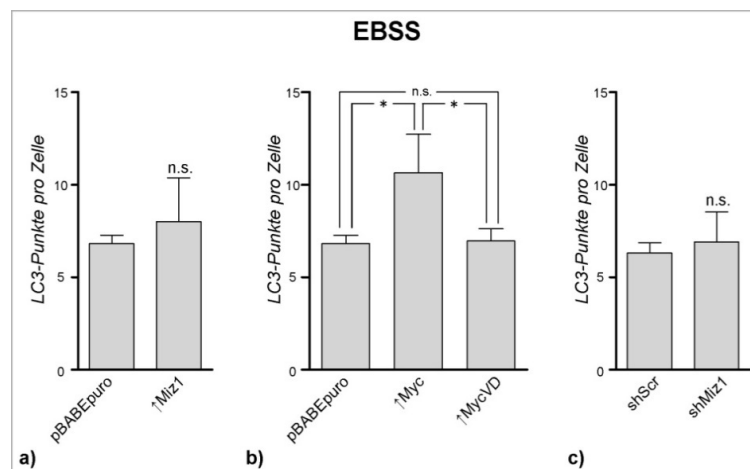 EBSS
LC3-Punkte pro Zelle
15
10
5
0
n.s.
pBABEpuro
↑Miz1
a)
LC3-Punkte pro Zelle
15
10
5
0
n.s.
* *
pBABEpuro
↑Myc
↑MycVD
b)
LC3-Punkte pro Zelle
15
10
5
0
n.s.
shScr
shMiz1
c)